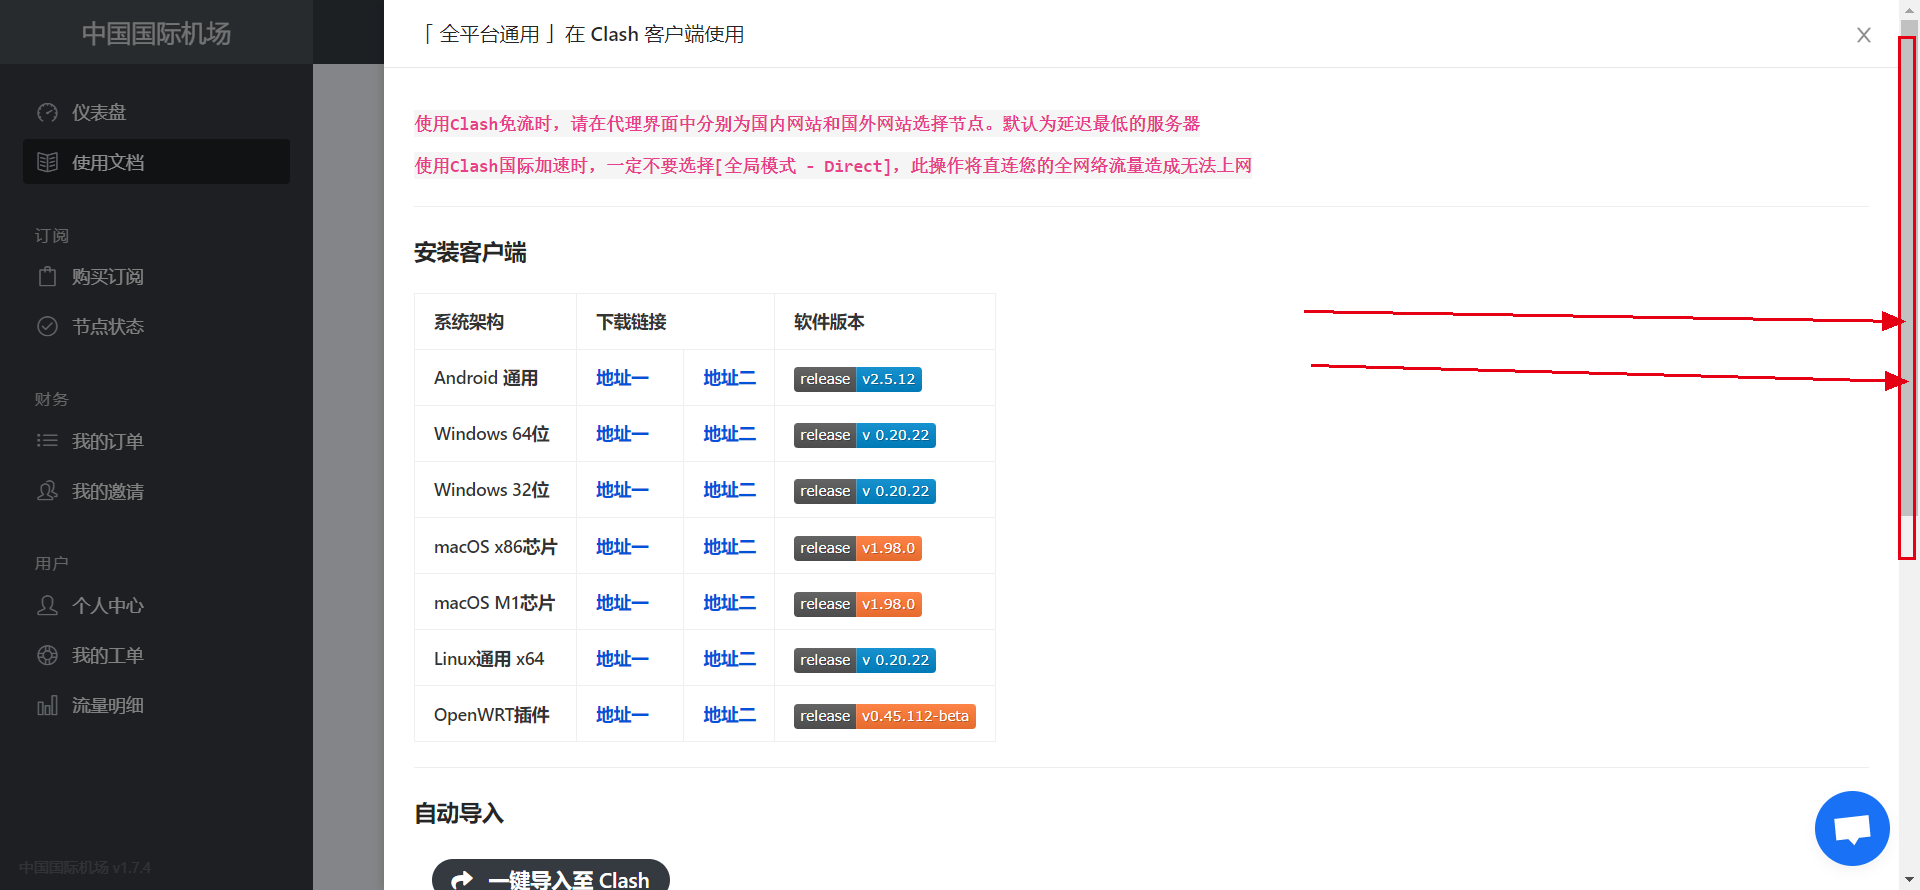 中国国际机场
仪表盘
使用文档
订阅
购买订阅
节点状态
财务
我的订单
我的邀请
用户
个人中心
我的工单
流量明细
中国国际机场 v1.7.4
「 全平台通用 」在 Clash 客户端使用
使用Clash免流时，请在代理界面中分别为国内网站和国外网站选择节点。默认为延迟最低的服务器
使用Clash国际加速时，一定不要选择[全局模式 - Direct]，此操作将直连您的全网络流量造成无法上网
安装客户端
系统架构 下载链接 软件版本
Android 通用 地址一 地址二 release v2.5.12
Windows 64位 地址一 地址二 release v 0.20.22
Windows 32位 地址一 地址二 release v 0.20.22
macOS x86芯片 地址一 地址二 release v1.98.0
macOS M1芯片 地址一 地址二 release v1.98.0
Linux通用 x64 地址一 地址二 release v 0.20.22
OpenWRT插件 地址一 地址二 release v0.45.112-beta
自动导入
一键导入至 Clash